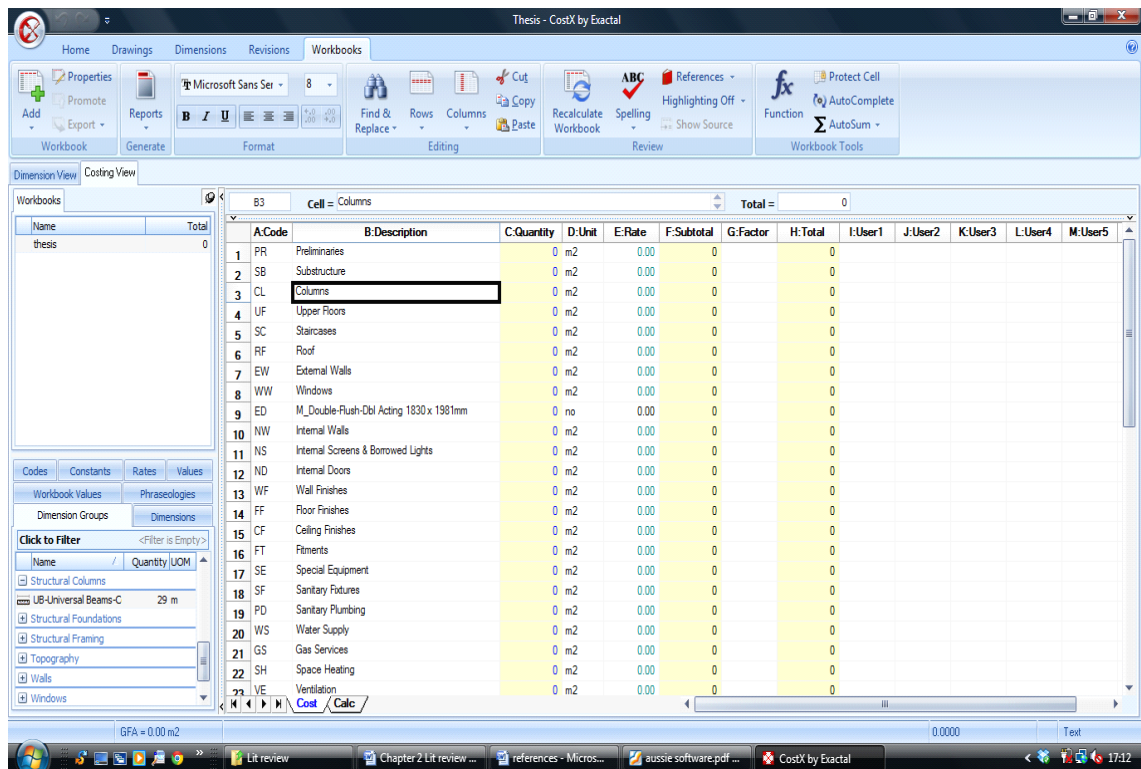 Thesis - CostX by Exactal
Home Drawings Dimensions Revisions Workbooks
Add
Properties
Promote
Export
Workbook
Reports
Generate
Microsoft Sans Ser 8
B I U
Format
Find & Replace
Rows
Columns
Cut
Copy
Paste
Editing
Recalculate Workbook
ABC
Spelling
References
Highlighting Off
Show Source
Review
fx
Function
Protect Cell
AutoComplete
AutoSum
Workbook Tools
Dimension View Costing View
Workbooks
Name Total
thesis 0
B3 Cell = Columns Total = 0
A:Code B:Description C:Quantity D:Unit E:Rate F:Subtotal G:Factor H:Total I:User1 J:User2 K:User3 L:User4 M:User5
1 PR Preliminaries 0 m2 0.00 0 0
2 SB Substructure 0 m2 0.00 0 0
3 CL Columns 0 m2 0.00 0 0
4 UF Upper Floors 0 m2 0.00 0 0
5 SC Staircases 0 m2 0.00 0 0
6 RF Roof 0 m2 0.00 0 0
7 EW External Walls 0 m2 0.00 0 0
8 WW Windows 0 m2 0.00 0 0
9 ED M_Double-Flush-Dbl Acting 1830 x 1981mm 0 no 0.00 0 0
10 NW Internal Walls 0 m2 0.00 0 0
11 NS Internal Screens & Borrowed Lights 0 m2 0.00 0 0
12 ND Internal Doors 0 m2 0.00 0 0
13 WF Wall Finishes 0 m2 0.00 0 0
14 FF Floor Finishes 0 m2 0.00 0 0
15 CF Ceiling Finishes 0 m2 0.00 0 0
16 FT Fitments 0 m2 0.00 0 0
17 SE Special Equipment 0 m2 0.00 0 0
18 SF Sanitary Fixtures 0 m2 0.00 0 0
19 PD Sanitary Plumbing 0 m2 0.00 0 0
20 WS Water Supply 0 m2 0.00 0 0
21 GS Gas Services 0 m2 0.00 0 0
22 SH Space Heating 0 m2 0.00 0 0
23 VE Ventilation 0 m2 0.00 0 0
Cost Calc
Codes Constants Rates Values
Workbook Values Phraseologies
Dimension Groups Dimensions
Click to Filter <Filter is Empty>
Name / Quantity UOM
Structural Columns
UB-Universal Beams-C 29 m
Structural Foundations
Structural Framing
Topography
Walls
Windows
GFA = 0.00 m2 0.0000 Text
Lit review Chapter 2 Lit review ... references - Micros... aussie software.pdf ... CostX by Exactal 17:12